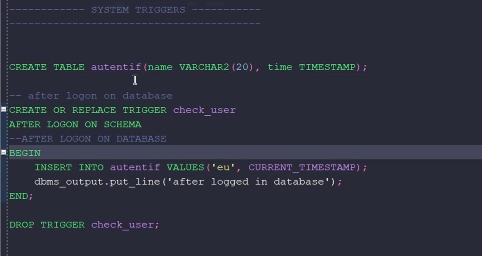 ------------ SYSTEM TRIGGERS -----------
----------------------------------------
CREATE TABLE autentif(name VARCHAR2(20), time TIMESTAMP);
-- after logon on database
CREATE OR REPLACE TRIGGER check_user
AFTER LOGON ON SCHEMA
--AFTER LOGON ON DATABASE
BEGIN
INSERT INTO autentif VALUES('eu', CURRENT_TIMESTAMP);
dbms_output.put_line('after logged in database');
END;
DROP TRIGGER check_user;